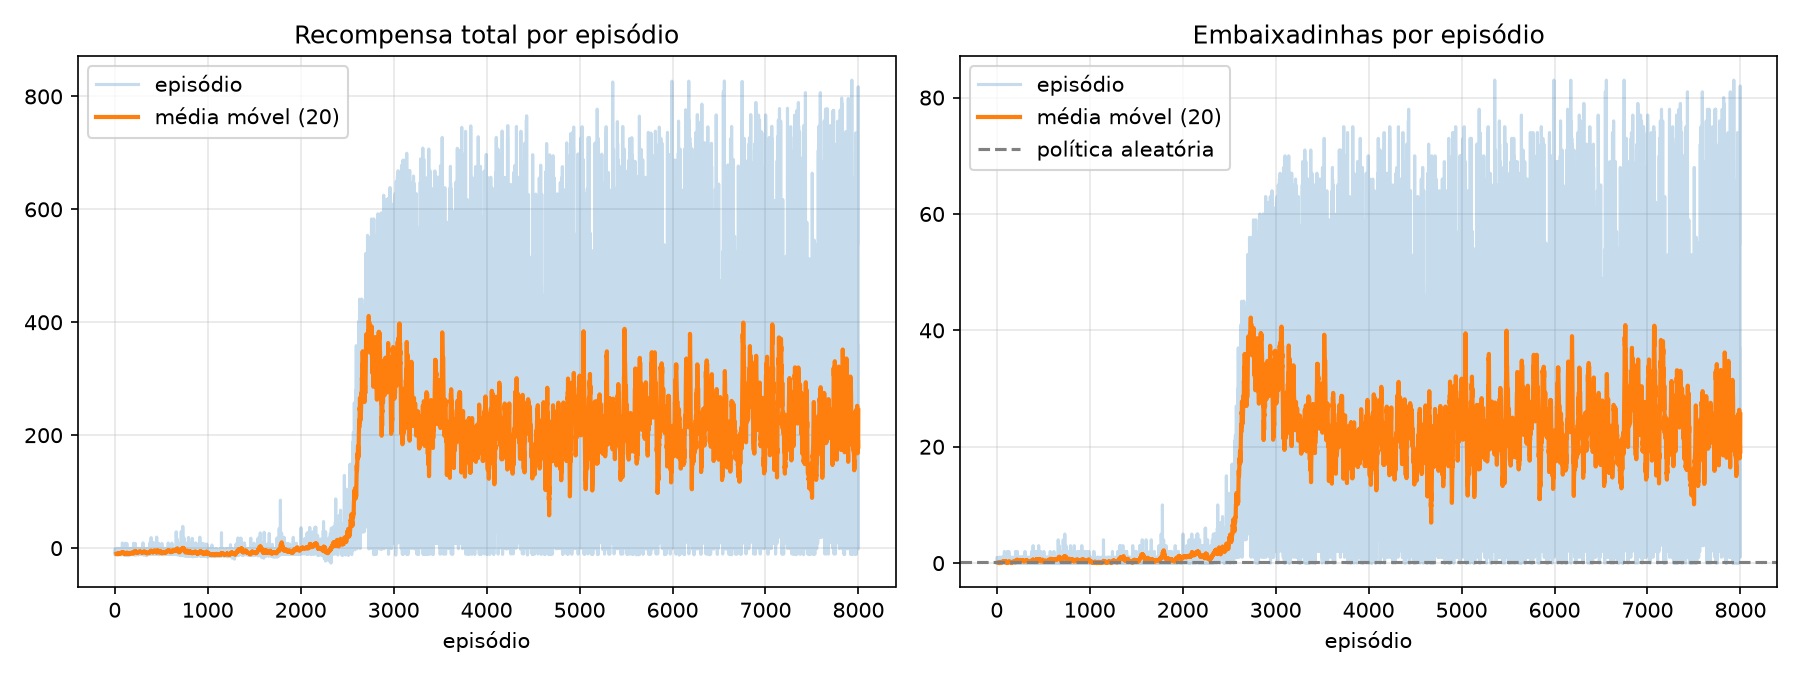 Recompensa total por episódio
episódio
média móvel (20)
800
600
400
200
0
0 1000 2000 3000 4000 5000 6000 7000 8000
episódio
Embaixadinhas por episódio
episódio
média móvel (20)
política aleatória
80
60
40
20
0
0 1000 2000 3000 4000 5000 6000 7000 8000
episódio